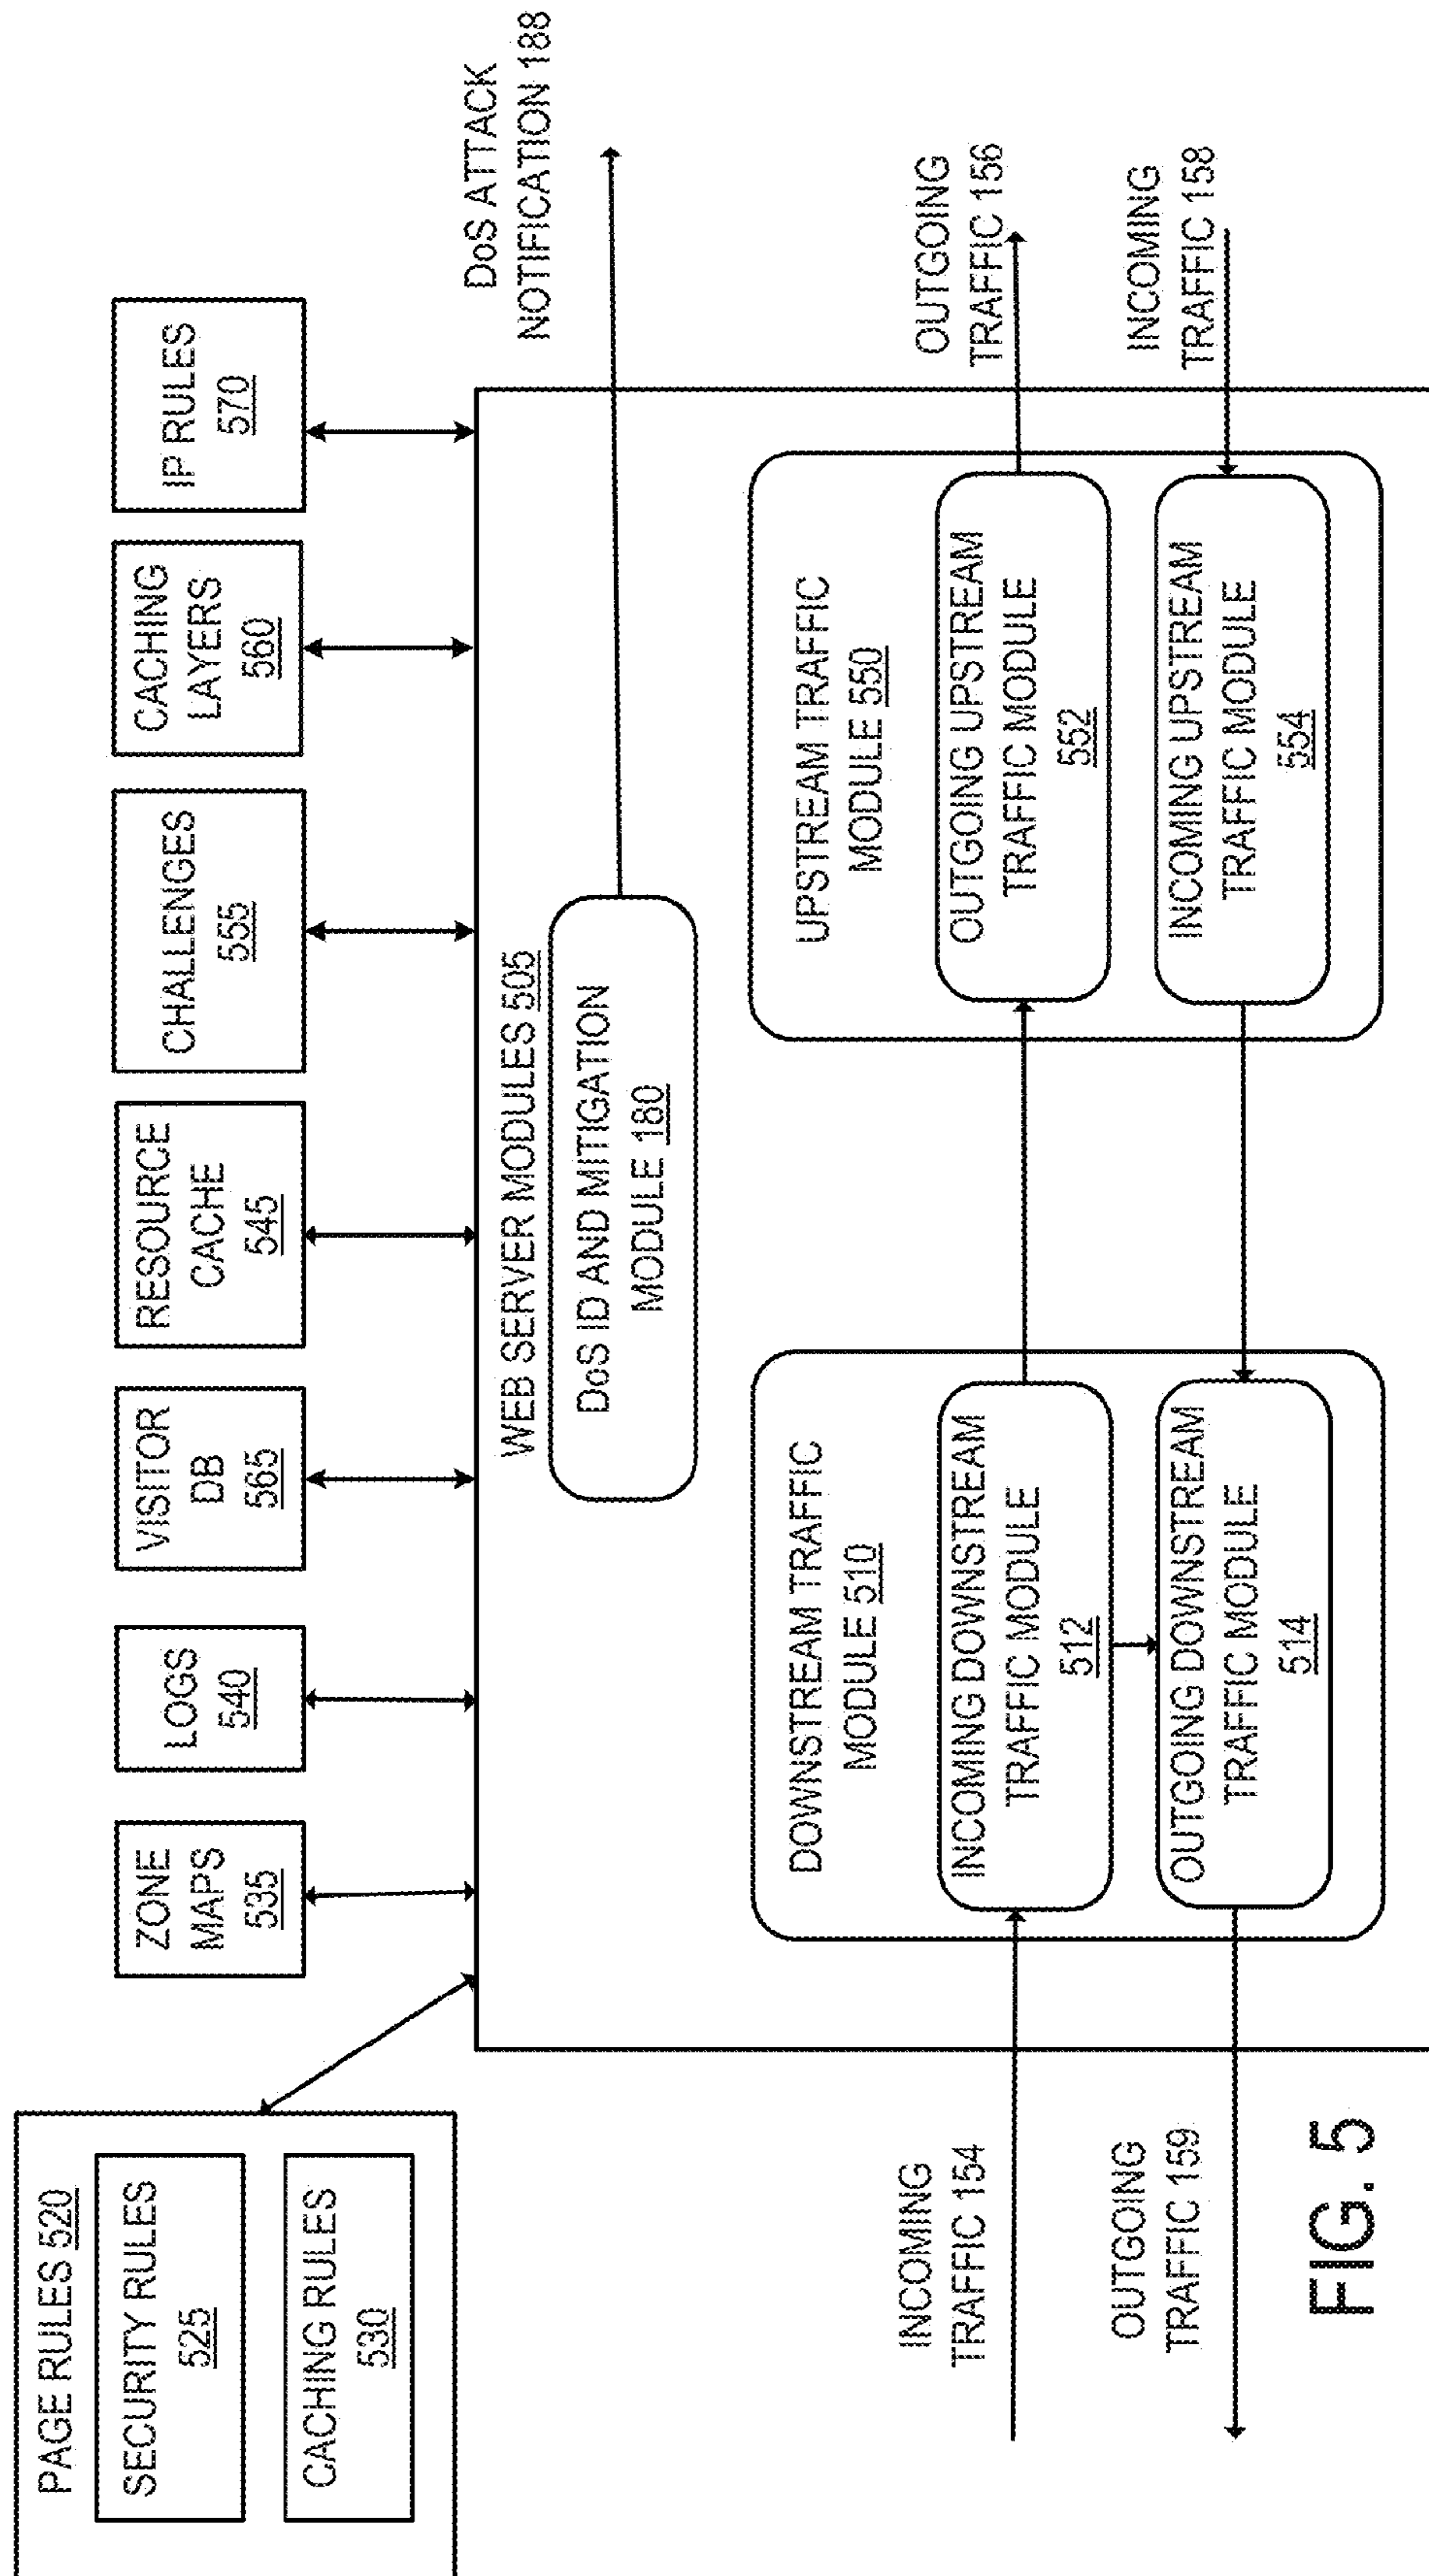 PAGE RULES 520
SECURITY RULES
525
CACHING RULES
530
ZONE
MAPS
535
LOGS
540
VISITOR
DB
565
RESOURCE
CACHE
545
CHALLENGES
555
CACHING
LAYERS
560
IP RULES
570
WEB SERVER MODULES 505
DoS ID AND MITIGATION
MODULE 180
DoS ATTACK
NOTIFICATION 188
DOWNSTREAM TRAFFIC
MODULE 510
INCOMING DOWNSTREAM
TRAFFIC MODULE
512
OUTGOING DOWNSTREAM
TRAFFIC MODULE
514
UPSTREAM TRAFFIC
MODULE 550
OUTGOING UPSTREAM
TRAFFIC MODULE
552
INCOMING UPSTREAM
TRAFFIC MODULE
554
INCOMING
TRAFFIC 154
OUTGOING
TRAFFIC 159
OUTGOING
TRAFFIC 156
INCOMING
TRAFFIC 158
FIG. 5